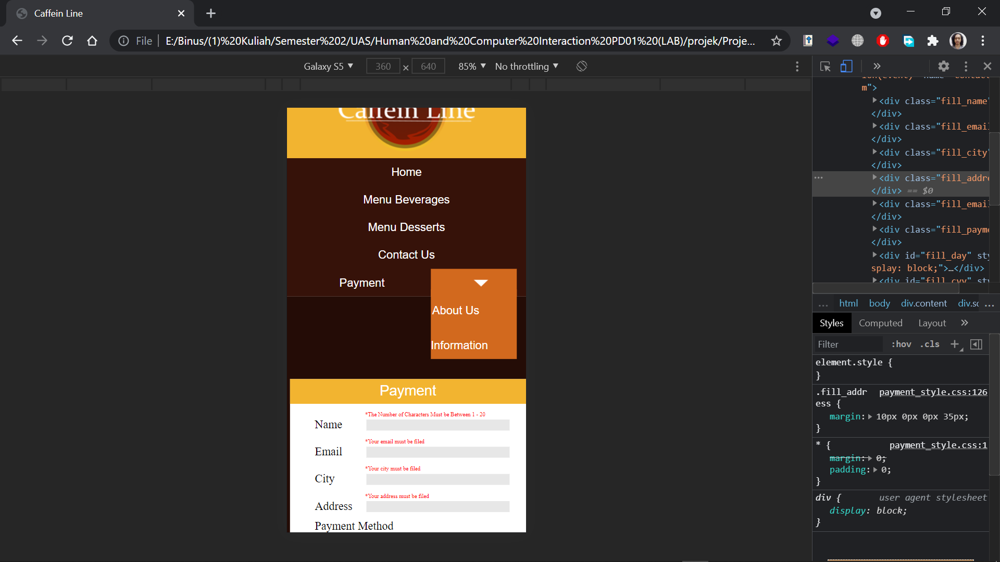 Caffein Line
File
E:/Binus/(1)%20Kuliah/Semester%202/UAS/Human%20and%20Computer%20Interaction%20PD01%20(LAB)/projek/Proje...
Galaxy S5 ▼ 360 × 640 85% ▼ No throttling ▼
Caffein Line
Home
Menu Beverages
Menu Desserts
Contact Us
Payment
About Us
Information
Payment
*The Number of Characters Must be Between 1 - 20
Name
*Your email must be filed
Email
*Your city must be filed
City
*Your address must be filed
Address
Payment Method
m">
<div class="fill_name"
</div>
<div class="fill_emai
</div>
<div class="fill_city"
</div>
<div class="fill_addre
</div> == $0
<div class="fill_emai
</div>
<div class="fill_payme
</div>
<div id="fill_day" sty
splay: block;">…</div>
<div id="fill_cvv" sty
... html body div.content div.sc ...
Styles Computed Layout »
Filter :hov .cls +
element.style {
}
.fill_addr payment_style.css:126
ess {
margin: 10px 0px 0px 35px;
}
* { payment_style.css:1
margin: 0;
padding: 0;
}
div { user agent stylesheet
display: block;
}